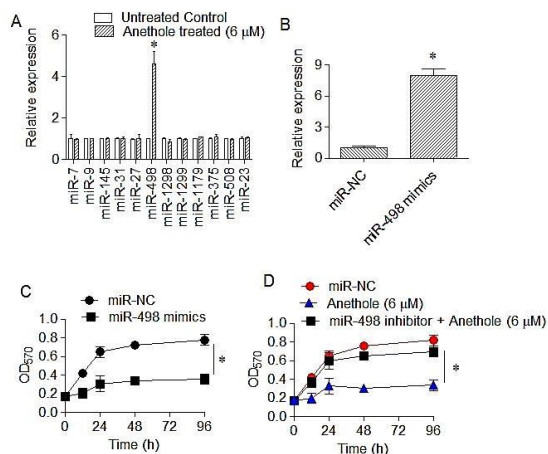 A
Untreated Control
Anethole treated (6 μM)
Relative expression
6
4
2
0
*
miR-7
miR-9
miR-145
miR-31
miR-27
miR-498
miR-1298
miR-1299
miR-1179
miR-375
miR-508
miR-23
B
Relative expression
9
6
3
0
*
miR-NC
miR-498 mimics
C
miR-NC
miR-498 mimics
OD570
1.0
0.8
0.6
0.4
0.2
0.0
*
0 24 48 72 96
Time (h)
D
miR-NC
Anethole (6 μM)
miR-498 inhibitor + Anethole (6 μM)
OD570
1.0
0.8
0.6
0.4
0.2
0.0
*
0 24 48 72 96
Time (h)